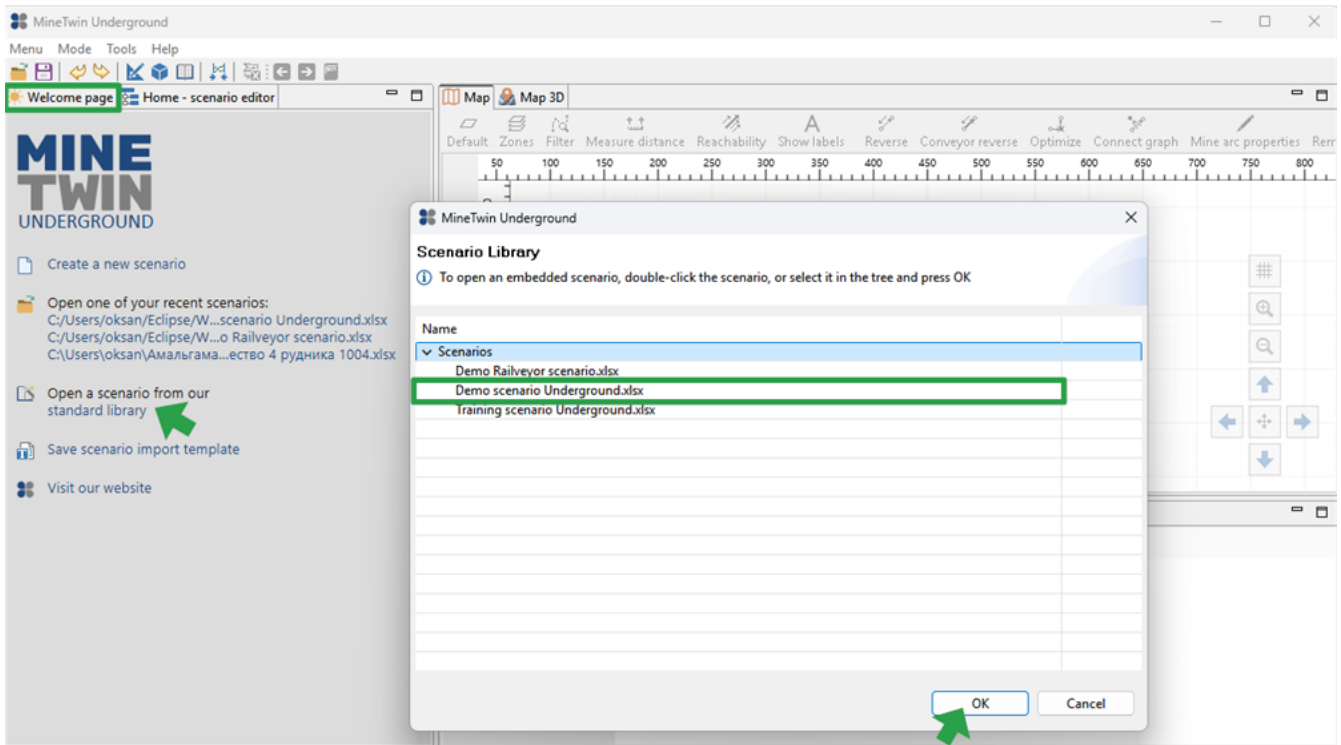 MineTwin Underground
Menu Mode Tools Help
Welcome page Home - scenario editor
MINE
TWIN
UNDERGROUND
Create a new scenario
Open one of your recent scenarios:
C:/Users/oksan/Eclipse/W...scenario Underground.xlsx
C:/Users/oksan/Eclipse/W...o Railveyor scenario.xlsx
C:\Users\oksan\Амальгама...ество 4 рудника 1004.xlsx
Open a scenario from our
standard library
Save scenario import template
Visit our website
Map Map 3D
Default Zones Filter Measure distance Reachability Show labels Reverse Conveyor reverse Optimize Connect graph Mine arc properties
50 100 150 200 250 300 350 400 450 500 550 600 650 700 750 800
0
MineTwin Underground
Scenario Library
To open an embedded scenario, double-click the scenario, or select it in the tree and press OK
Name
Scenarios
Demo Railveyor scenario.xlsx
Demo scenario Underground.xlsx
Training scenario Underground.xlsx
OK Cancel